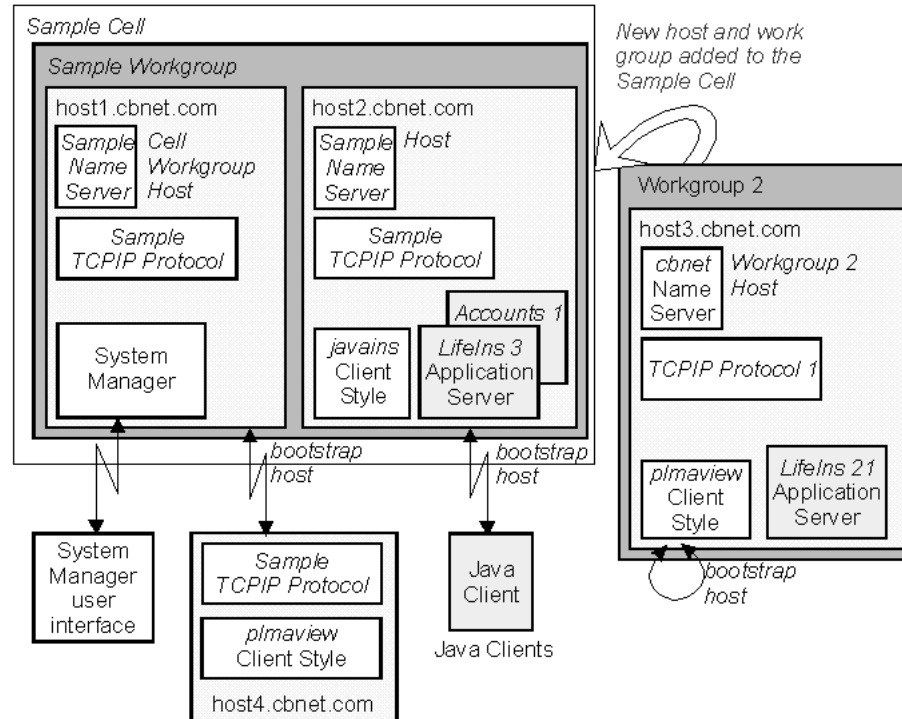 Sample Cell
Sample Workgroup
host1.cbnet.com
Sample
Name
Server
Cell
Workgroup
Host
Sample
TCPIP Protocol
System
Manager
host2.cbnet.com
Sample
Name
Server
Host
Sample
TCPIP Protocol
javains
Client
Style
Accounts 1
LifeIns 3
Application
Server
New host and work
group added to the
Sample Cell
Workgroup 2
host3.cbnet.com
cbnet
Name
Server
Workgroup 2
Host
TCPIP Protocol 1
plmaview
Client
Style
LifeIns 21
Application
Server
bootstrap
host
bootstrap
host
bootstrap
host
System
Manager
user
interface
Sample
TCPIP Protocol
plmaview
Client Style
host4.cbnet.com
Java
Client
Java Clients